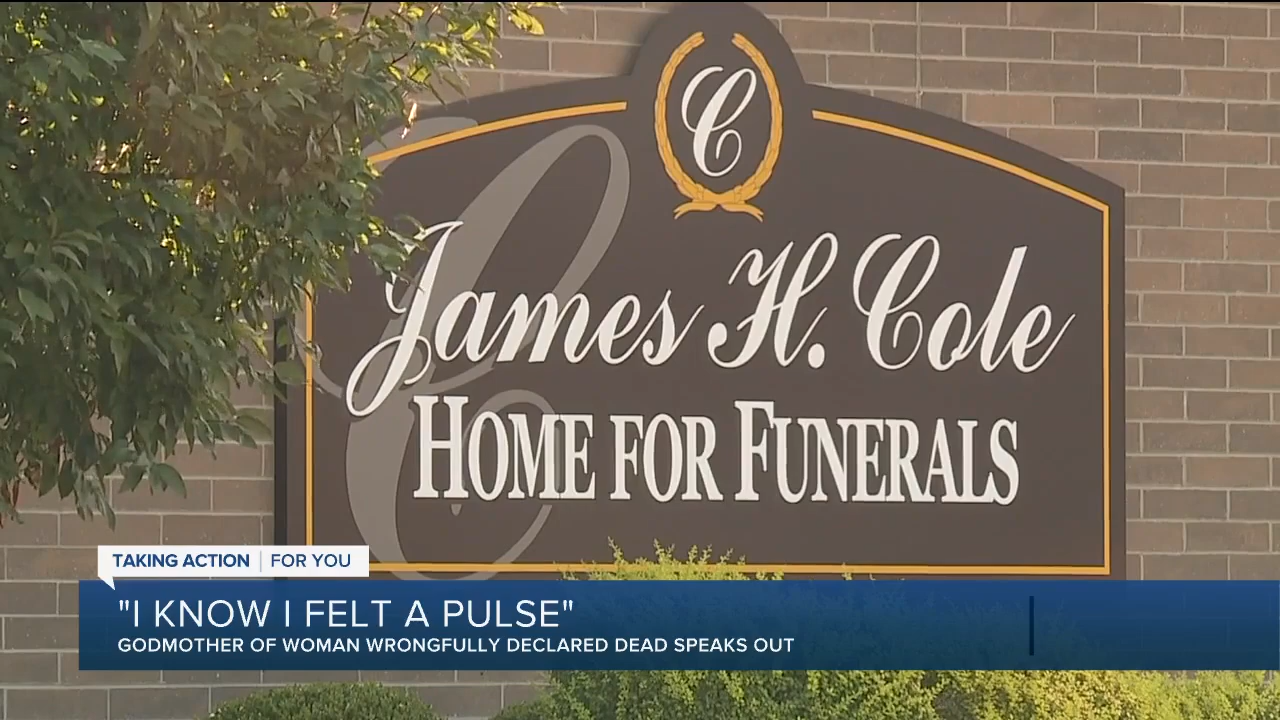 C
James H. Cole
HOME FOR FUNERALS
TAKING ACTION FOR YOU
"I KNOW I FELT A PULSE"
GODMOTHER OF WOMAN WRONGFULLY DECLARED DEAD SPEAKS OUT